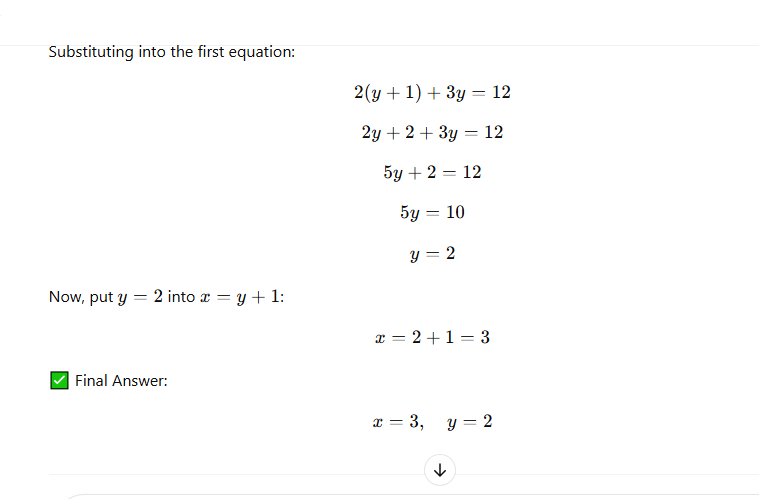 Substituting into the first equation:
2(y + 1) + 3y = 12
2y + 2 + 3y = 12
5y + 2 = 12
5y = 10
y = 2
Now, put y = 2 into x = y + 1:
x = 2 + 1 = 3
✅ Final Answer:
x = 3, y = 2